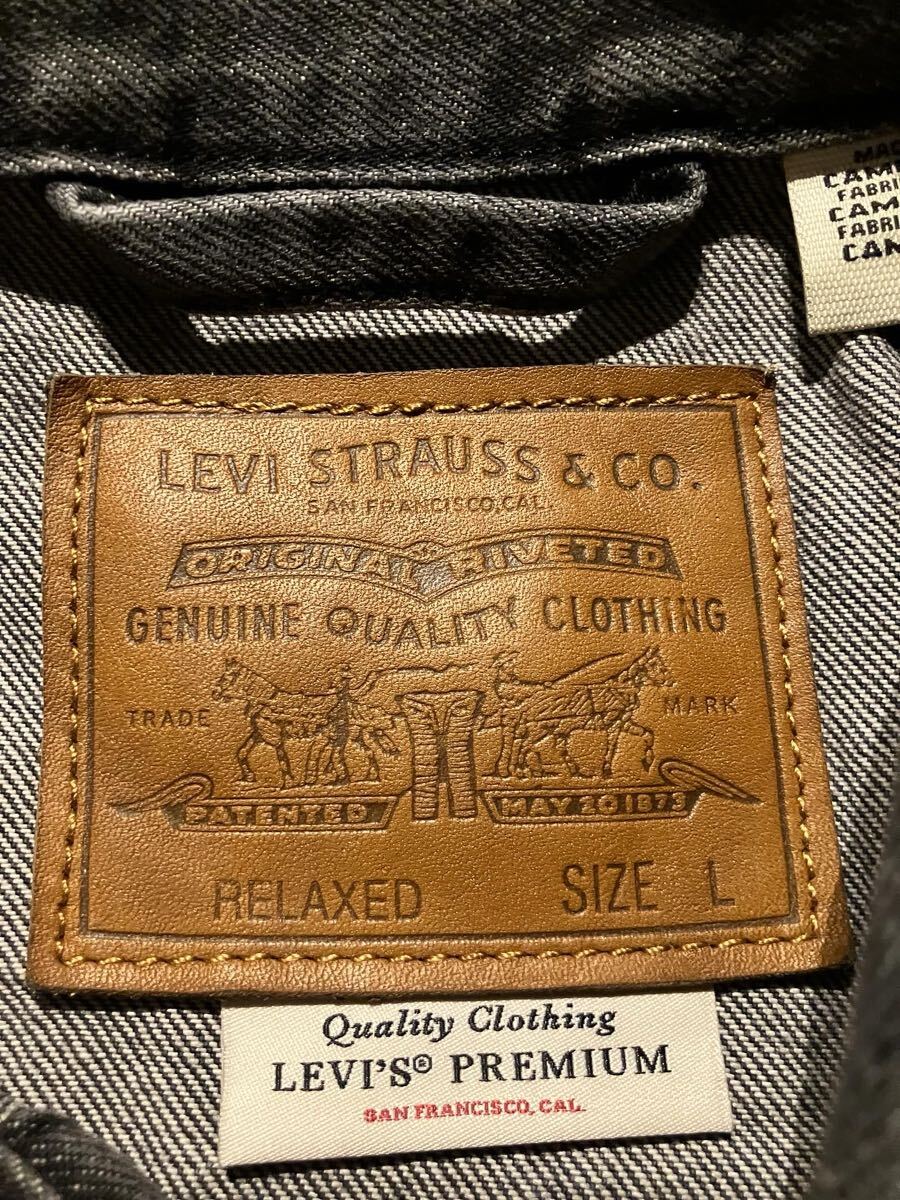 LEVI STRAUSS & CO.
SAN FRANCISCO, CAL.
ORIGINAL RIVETED
GENUINE QUALITY CLOTHING
TRADE MARK
PATENTED MAY 20 1873
RELAXED SIZE L
Quality Clothing
LEVI'S® PREMIUM
SAN FRANCISCO, CAL.